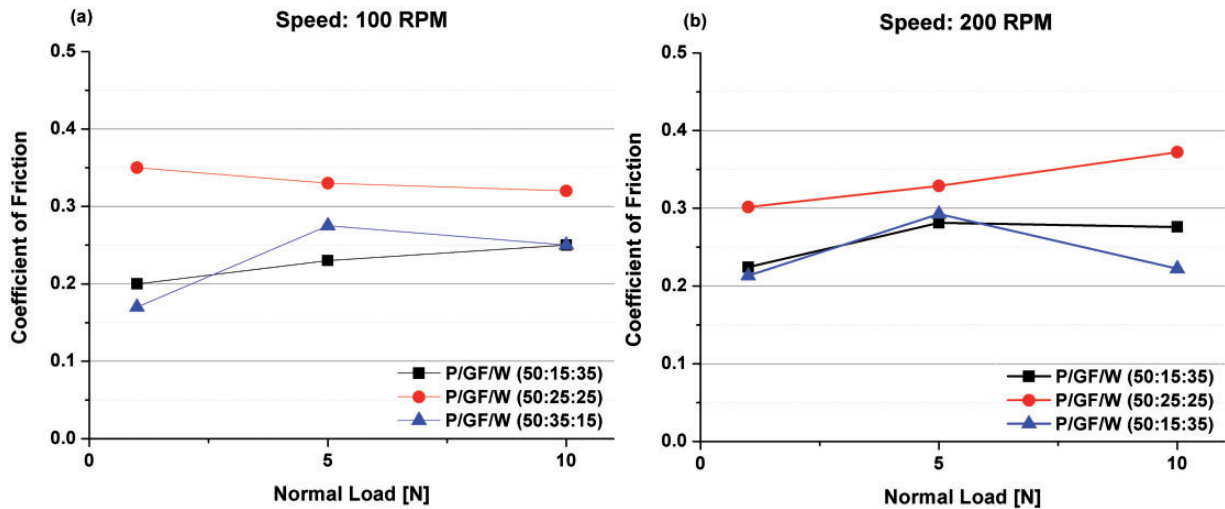 (a)
Speed: 100 RPM
0.5
0.4
0.3
0.2
0.1
0.0
Coefficient of Friction
P/GF/W (50:15:35)
P/GF/W (50:25:25)
P/GF/W (50:35:15)
0
5
10
Normal Load [N]
(b)
Speed: 200 RPM
0.5
0.4
0.3
0.2
0.1
0.0
Coefficient of Friction
P/GF/W (50:15:35)
P/GF/W (50:25:25)
P/GF/W (50:15:35)
0
5
10
Normal Load [N]